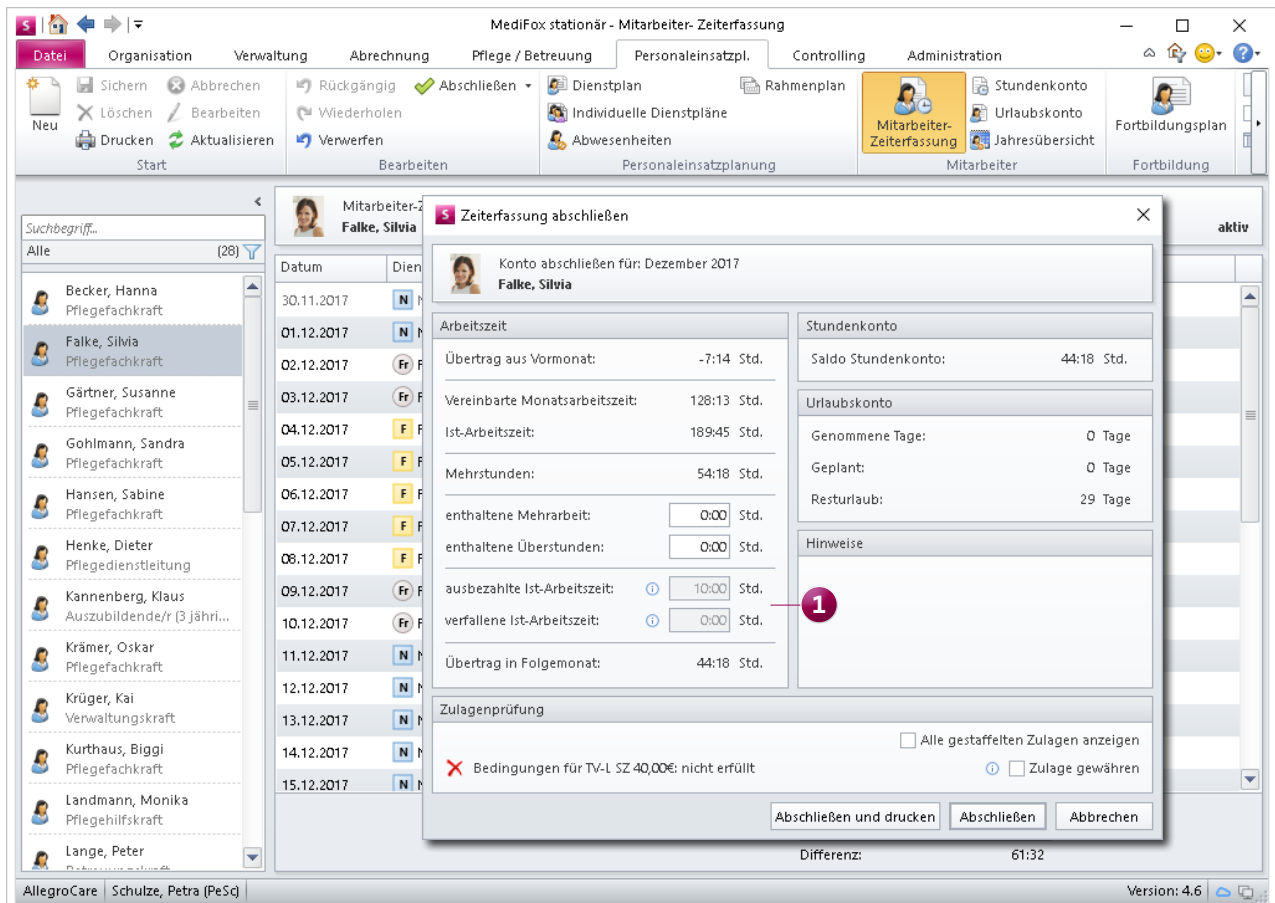 S
MediFox stationär - Mitarbeiter- Zeiterfassung
Datei Organisation Verwaltung Abrechnung Pflege / Betreuung Personaleinsatzpl. Controlling Administration
Neu
Sichern Abbrechen
Löschen Bearbeiten
Drucken Aktualisieren
Start
Rückgängig Abschließen
Wiederholen
Verwerfen
Bearbeiten
Dienstplan Rahmenplan
Individuelle Dienstpläne
Abwesenheiten
Personaleinsatzplanung
Mitarbeiter-
Zeiterfassung
Stundenkonto
Urlaubskonto
Jahresübersicht
Mitarbeiter
Fortbildungsplan
Fortbildung
Suchbegriff...
Alle (28)
Becker, Hanna
Pflegefachkraft
Falke, Silvia
Pflegefachkraft
Gärtner, Susanne
Pflegefachkraft
Gohlmann, Sandra
Pflegefachkraft
Hansen, Sabine
Pflegefachkraft
Henke, Dieter
Pflegedienstleitung
Kannenberg, Klaus
Auszubildende/r (3 jähri...
Krämer, Oskar
Pflegefachkraft
Krüger, Kai
Verwaltungskraft
Kurthaus, Biggi
Pflegefachkraft
Landmann, Monika
Pflegehilfskraft
Lange, Peter
Mitarbeiter-Z
Falke, Silvia
aktiv
Datum Dien
30.11.2017 N
01.12.2017 N
02.12.2017 Fr F
03.12.2017 Fr F
04.12.2017 F F
05.12.2017 F F
06.12.2017 F F
07.12.2017 F F
08.12.2017 F F
09.12.2017 Fr F
10.12.2017 Fr F
11.12.2017 N
12.12.2017 N
13.12.2017 N
14.12.2017 N
15.12.2017 N
S Zeiterfassung abschließen
Konto abschließen für: Dezember 2017
Falke, Silvia
Arbeitszeit
Übertrag aus Vormonat: -7:14 Std.
Vereinbarte Monatsarbeitszeit: 128:13 Std.
Ist-Arbeitszeit: 189:45 Std.
Mehrstunden: 54:18 Std.
enthaltene Mehrarbeit: 0:00 Std.
enthaltene Überstunden: 0:00 Std.
ausbezahlte Ist-Arbeitszeit: 10:00 Std.
verfallene Ist-Arbeitszeit: 0:00 Std.
Übertrag in Folgemonat: 44:18 Std.
1
Stundenkonto
Saldo Stundenkonto: 44:18 Std.
Urlaubskonto
Genommene Tage: 0 Tage
Geplant: 0 Tage
Resturlaub: 29 Tage
Hinweise
Zulagenprüfung
Alle gestaffelten Zulagen anzeigen
Bedingungen für TV-L SZ 40,00€: nicht erfüllt
Zulage gewähren
Abschließen und drucken Abschließen Abbrechen
Differenz: 61:32
AllegroCare Schulze, Petra (PeSc)
Version: 4.6